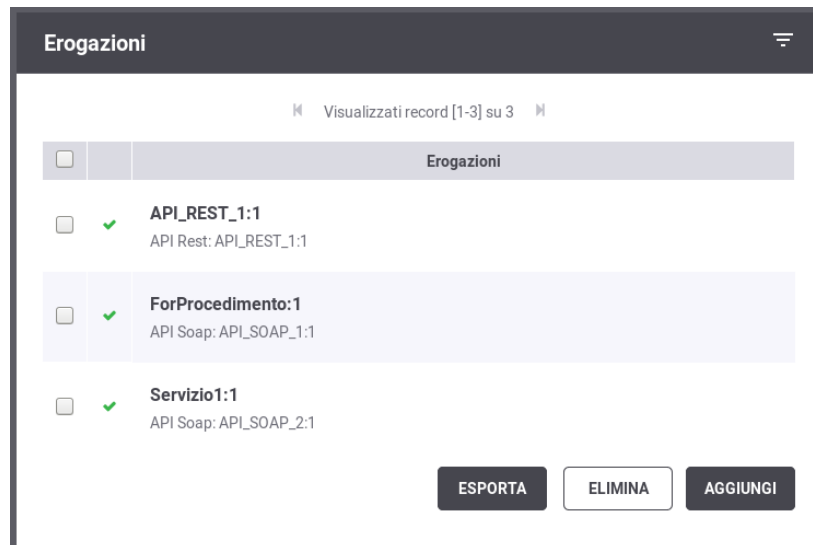 Erogazioni
Visualizzati record [1-3] su 3
Erogazioni
API_REST_1:1
API Rest: API_REST_1:1
ForProcedimento:1
API Soap: API_SOAP_1:1
Servizio1:1
API Soap: API_SOAP_2:1
ESPORTA ELIMINA AGGIUNGI